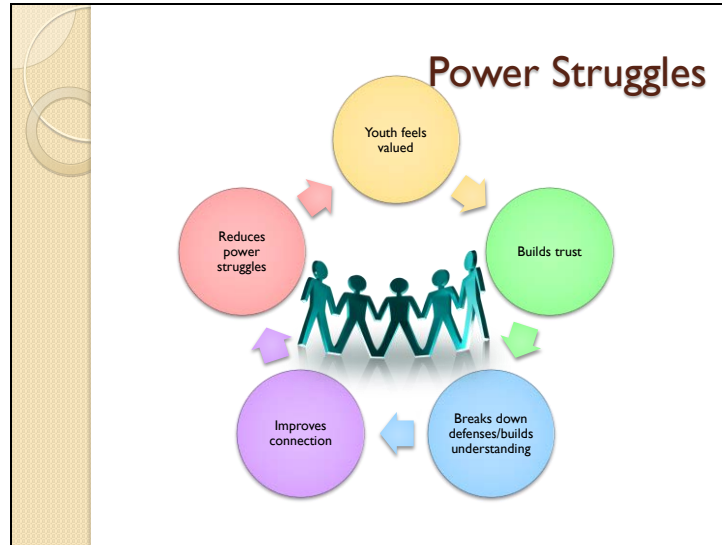 Power Struggles
Youth feels
valued
Builds trust
Breaks down
defenses/builds
understanding
Improves
connection
Reduces
power
struggles